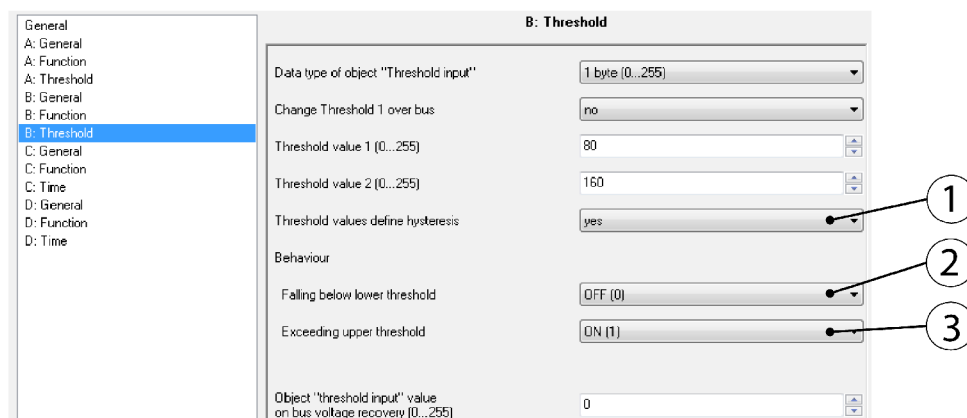 B: Threshold
General
A: General
A: Function
A: Threshold
B: General
B: Function
B: Threshold
C: General
C: Function
C: Time
D: General
D: Function
D: Time
Data type of object "Threshold input"
1 byte (0...255)
Change Threshold 1 over bus
no
Threshold value 1 (0...255)
80
Threshold value 2 (0...255)
160
Threshold values define hysteresis
yes
1
Behaviour
Falling below lower threshold
OFF (0)
2
Exceeding upper threshold
ON (1)
3
Object "threshold input" value
on bus voltage recovery (0...255)
0